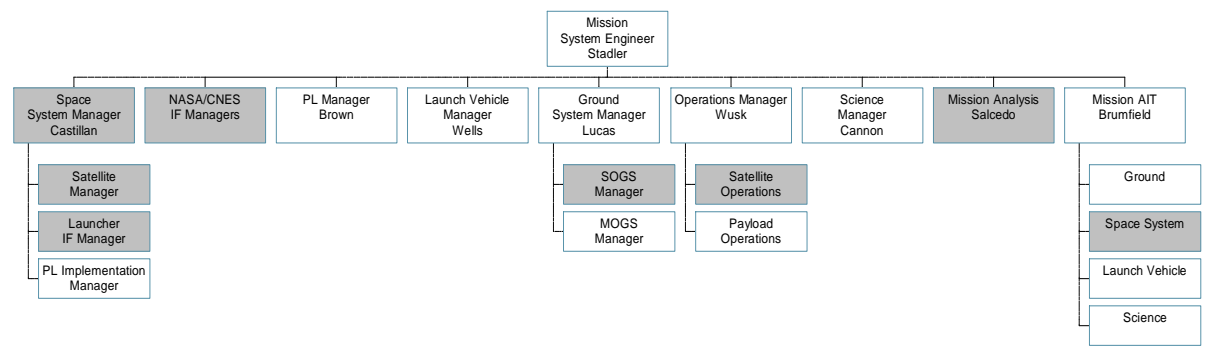 Mission
System Engineer
Stadler
Space
System Manager
Castillan
NASA/CNES
IF Managers
PL Manager
Brown
Launch Vehicle
Manager
Wells
Ground
System Manager
Lucas
Operations Manager
Wusk
Science
Manager
Cannon
Mission Analysis
Salcedo
Mission AIT
Brumfield
Satellite
Manager
Launcher
IF Manager
PL Implementation
Manager
SOGS
Manager
MOGS
Manager
Satellite
Operations
Payload
Operations
Ground
Space System
Launch Vehicle
Science